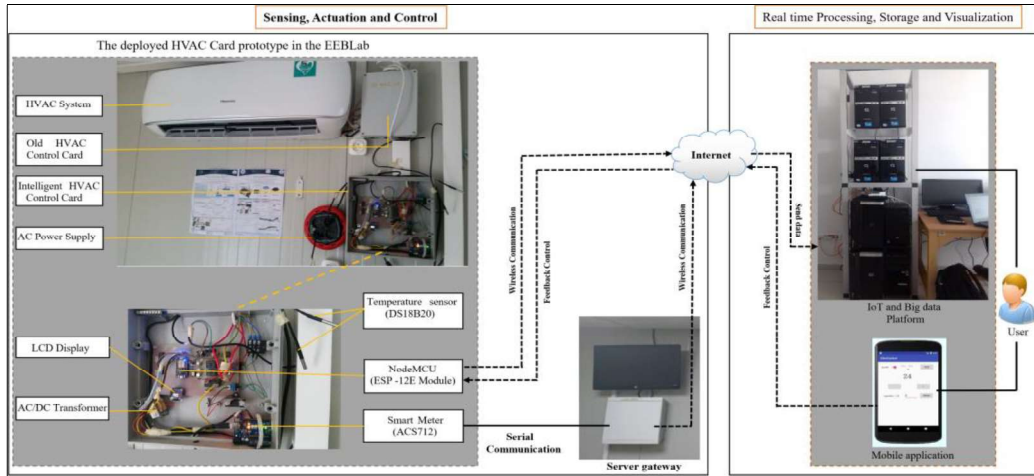 Sensing, Actuation and Control
Real time Processing, Storage and Visualization
The deployed HVAC Card prototype in the EEBLab
HVAC System
Old HVAC
Control Card
Intelligent HVAC
Control Card
AC Power Supply
Temperature sensor
(DS18B20)
LCD Display
NodeMCU
(ESP -12E Module)
AC/DC Transformer
Smart Meter
(ACS712)
Serial
Communication
Server gateway
Wireless Communication
Feedback Control
Wireless Communication
Internet
Send data
Feedback Control
IoT and Big data
Platform
User
24
Mobile application